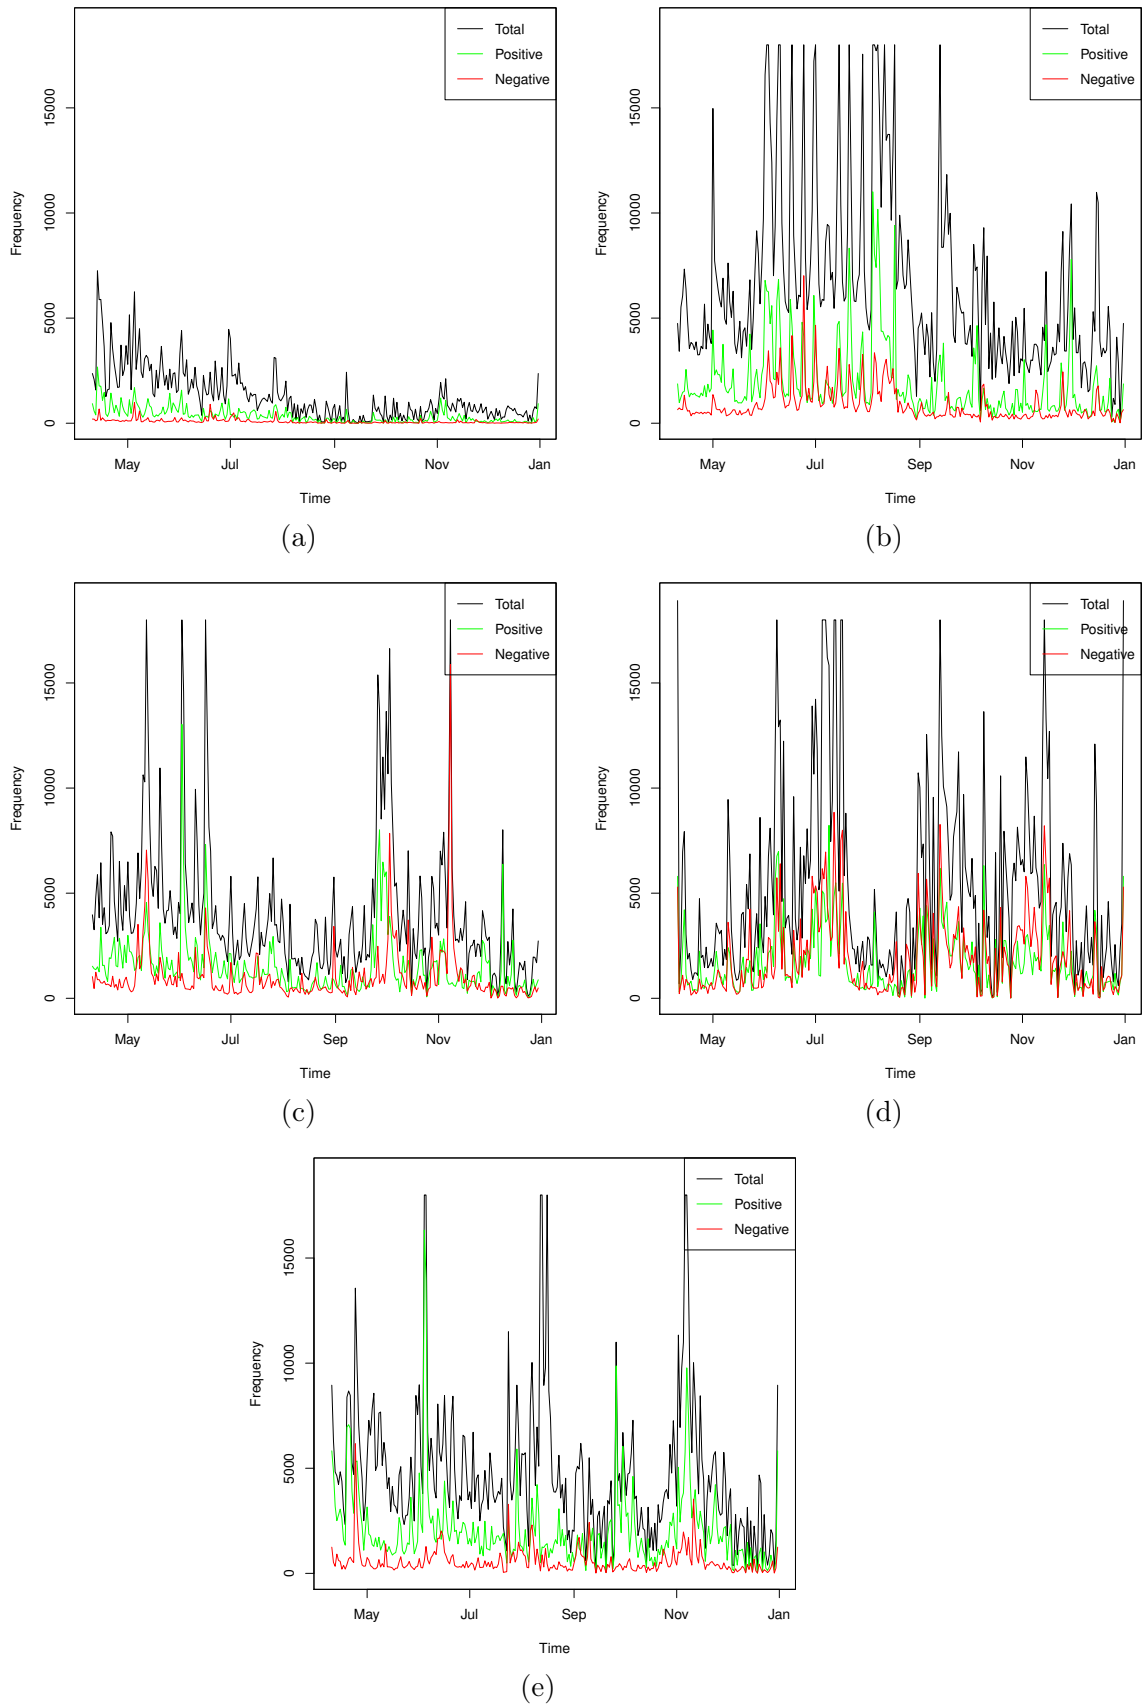 Total
Positive
Negative
15000
10000
5000
0
Frequency
May Jul Sep Nov Jan
Time
(a)
Total
Positive
Negative
15000
10000
5000
0
Frequency
May Jul Sep Nov Jan
Time
(b)
Total
Positive
Negative
15000
10000
5000
0
Frequency
May Jul Sep Nov Jan
Time
(c)
Total
Positive
Negative
15000
10000
5000
0
Frequency
May Jul Sep Nov Jan
Time
(d)
Total
Positive
Negative
15000
10000
5000
0
Frequency
May Jul Sep Nov Jan
Time
(e)